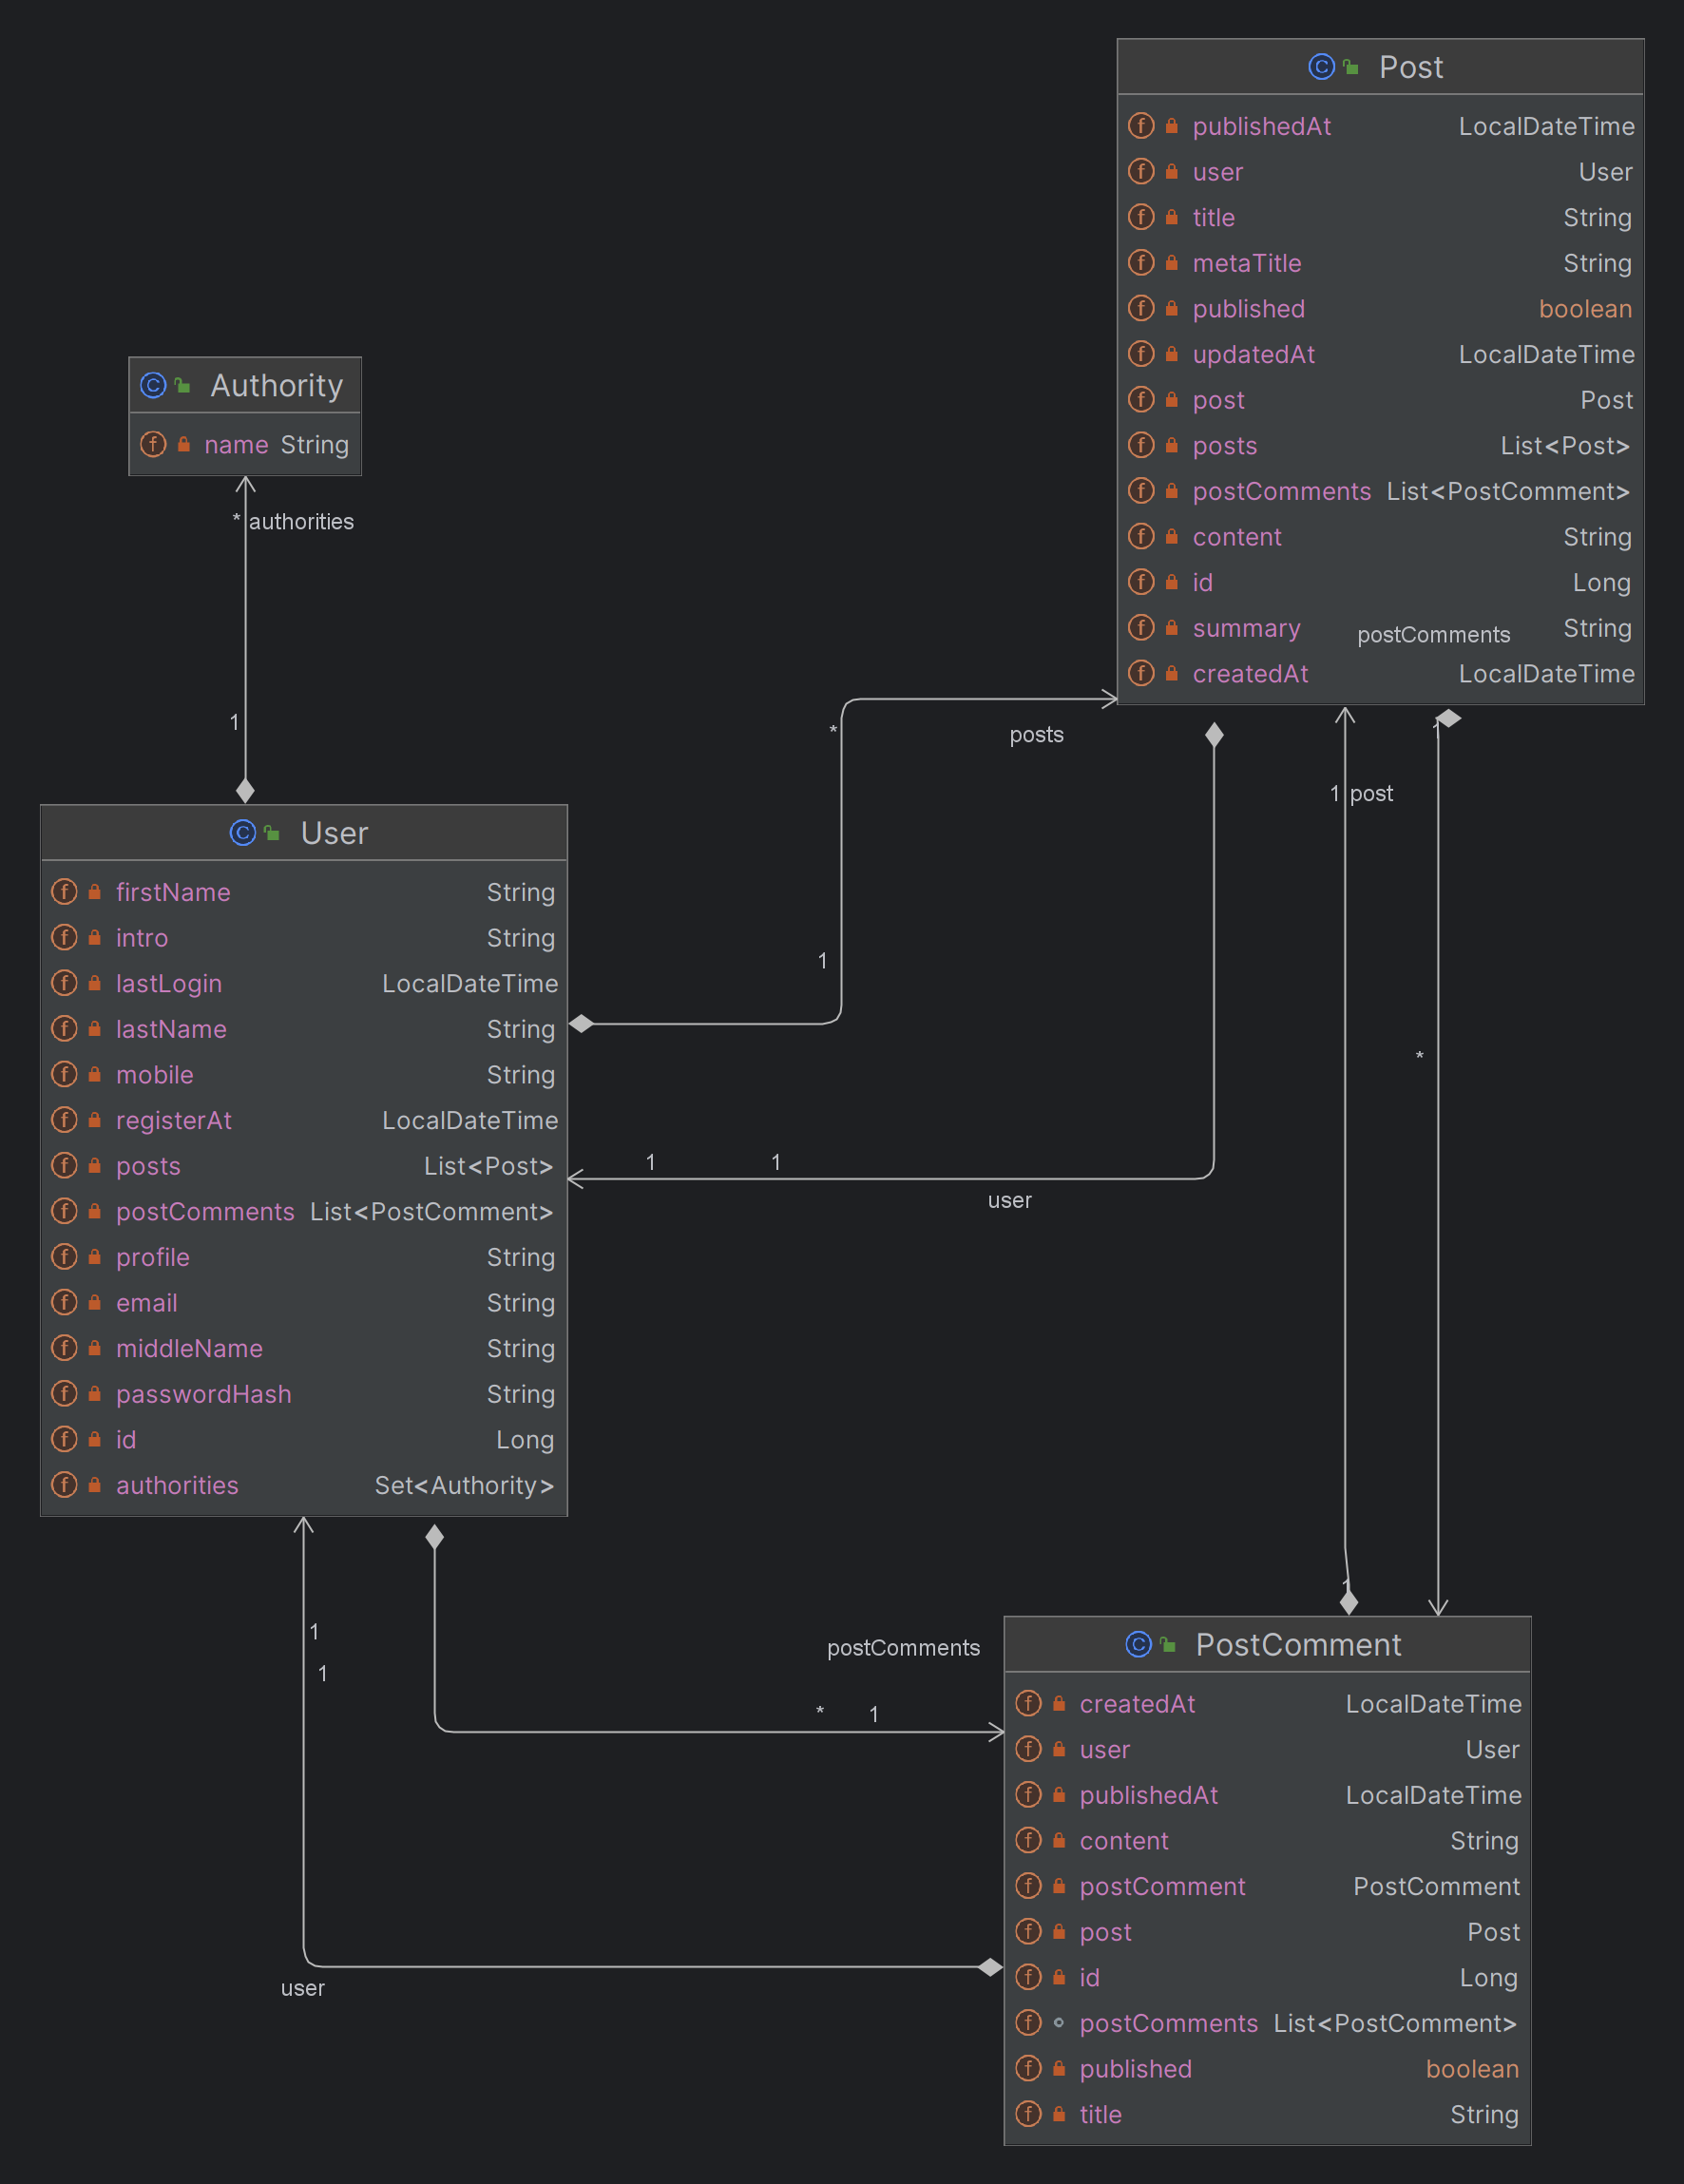 Post
publishedAt LocalDateTime
user User
title String
metaTitle String
published boolean
updatedAt LocalDateTime
post Post
posts List<Post>
postComments List<PostComment>
content String
id Long
summary String
postComments
createdAt LocalDateTime
Authority
name String
* authorities
1
* posts
1
1 post
1
*
1
User
firstName String
intro String
lastLogin LocalDateTime
lastName String
mobile String
registerAt LocalDateTime
posts List<Post>
postComments List<PostComment>
profile String
email String
middleName String
passwordHash String
id Long
authorities Set<Authority>
1 1
user
1
1
postComments
* 1
user
PostComment
createdAt LocalDateTime
user User
publishedAt LocalDateTime
content String
postComment PostComment
post Post
id Long
postComments List<PostComment>
published boolean
title String